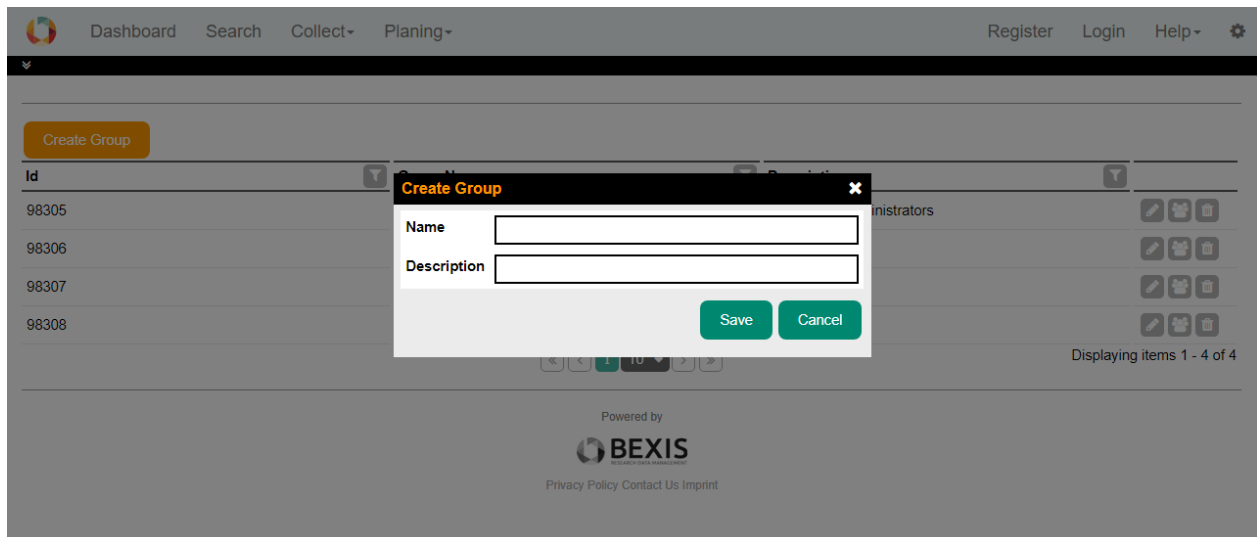 Dashboard Search Collect Planing Register Login Help
Create Group
Id
Create Group
98305 inistrators
Name
98306
Description
98307
98308
Save Cancel
1 10 Displaying items 1 - 4 of 4
Powered by
BEXIS
RESEARCH DATA MANAGEMENT
Privacy Policy Contact Us Imprint